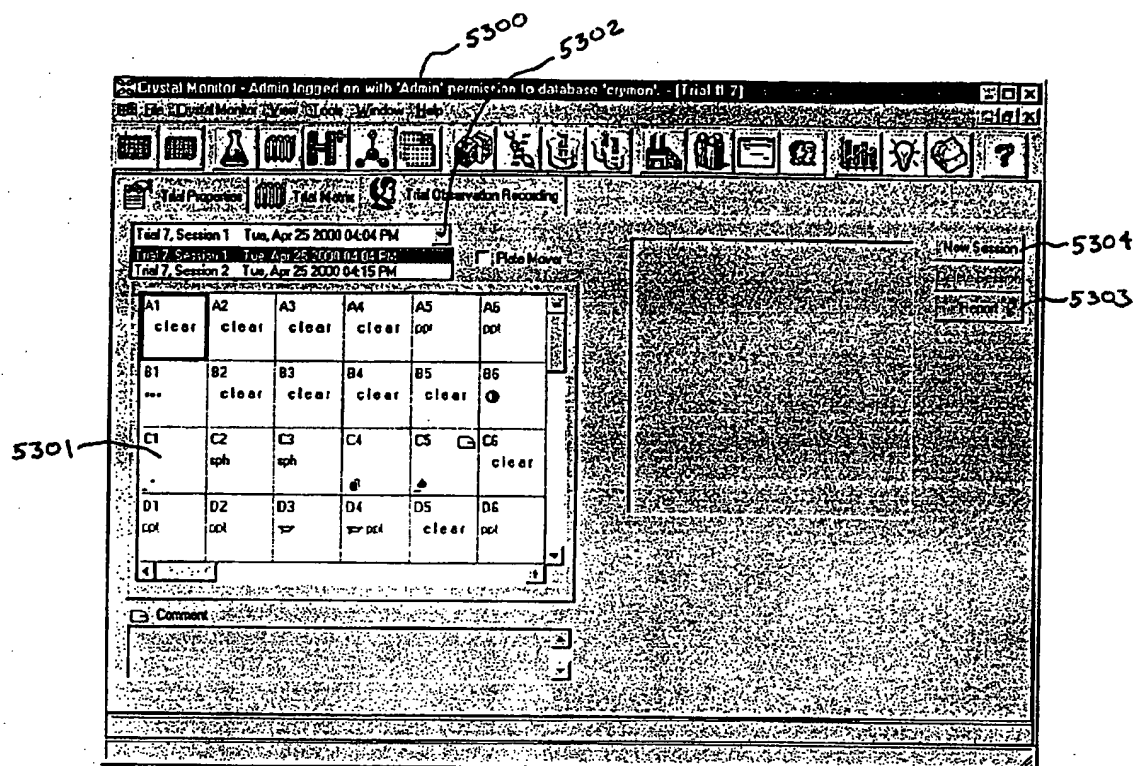 5300
5302
Crystal Monitor - Admin logged on with 'Admin' permission to database 'crymon'. - [Trial # 7]
File Crystal Monitor View Tools Window Help
Trial Properties Trial Matrix Trial Observation Recording
Trial 7, Session 1 Tue, Apr 25 2000 04:04 PM
Trial 7, Session 1 Tue, Apr 25 2000 04:04 PM
Trial 7, Session 2 Tue, Apr 25 2000 04:15 PM
Plate Mover
New Session
5304
Report
5303
A1 A2 A3 A4 A5 A6
clear clear clear clear ppt ppt
B1 B2 B3 B4 B5 B6
clear clear clear clear
5301
C1 C2 C3 C4 C5 C6
sph sph clear
D1 D2 D3 D4 D5 D6
ppt ppt ppt clear ppt
Comment